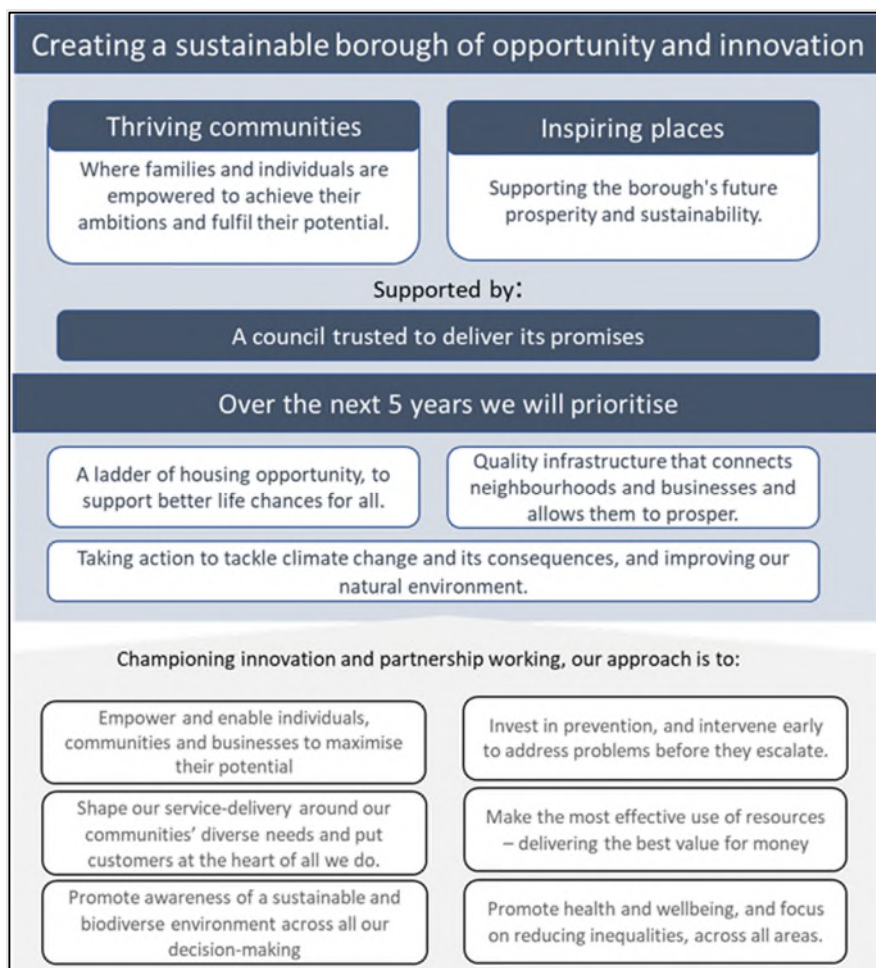 Creating a sustainable borough of opportunity and innovation
Thriving communities
Where families and individuals are
empowered to achieve their
ambitions and fulfil their potential.
Inspiring places
Supporting the borough's future
prosperity and sustainability.
Supported by:
A council trusted to deliver its promises
Over the next 5 years we will prioritise
A ladder of housing opportunity, to
support better life chances for all.
Quality infrastructure that connects
neighbourhoods and businesses and
allows them to prosper.
Taking action to tackle climate change and its consequences, and improving our
natural environment.
Championing innovation and partnership working, our approach is to:
Empower and enable individuals,
communities and businesses to maximise
their potential
Invest in prevention, and intervene early
to address problems before they escalate.
Shape our service-delivery around our
communities’ diverse needs and put
customers at the heart of all we do.
Make the most effective use of resources
– delivering the best value for money
Promote awareness of a sustainable and
biodiverse environment across all our
decision-making
Promote health and wellbeing, and focus
on reducing inequalities, across all areas.